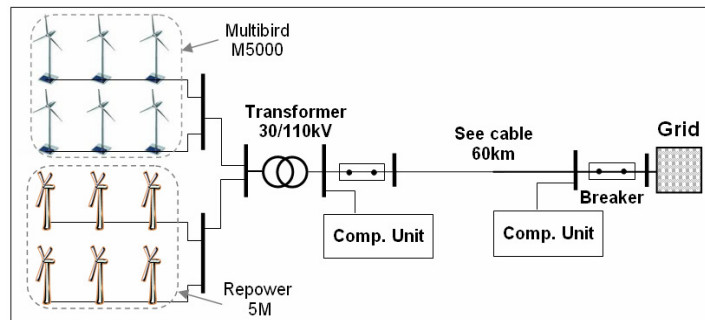 Multibird
M5000
Transformer
30/110kV
See cable
60km
Grid
Breaker
Comp. Unit
Comp. Unit
Repower
5M